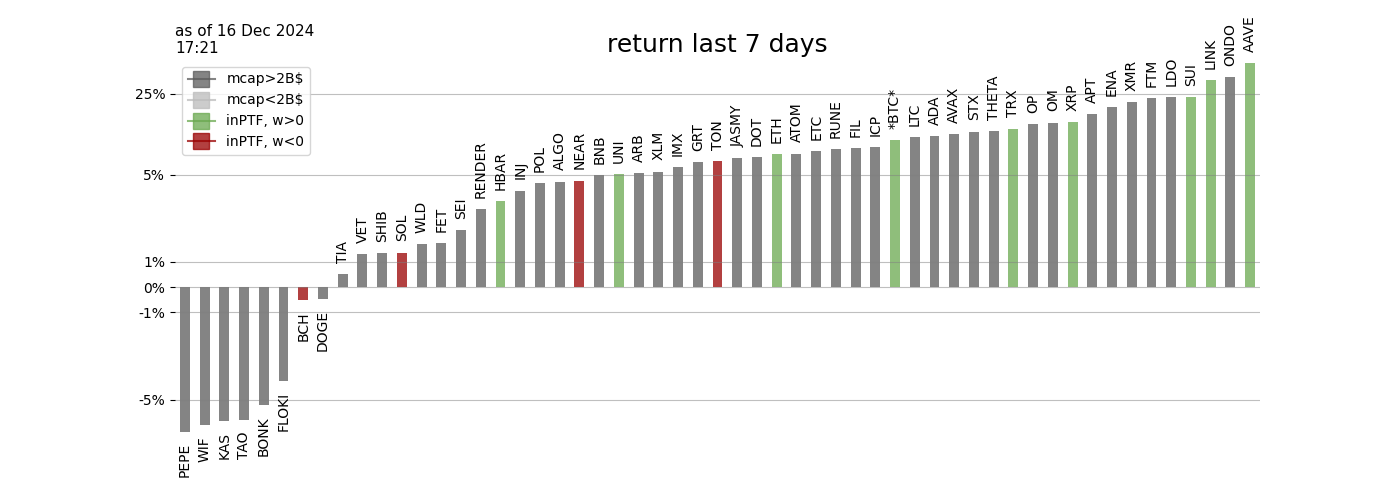 as of 16 Dec 2024
17:21
return last 7 days
mcap>2B$
mcap<2B$
inPTF, w>0
inPTF, w<0
25%
5%
1%
0%
-1%
-5%
PEPE
WIF
KAS
TAO
BONK
FLOKI
BCH
DOGE
TIA
VET
SHIB
SOL
WLD
FET
SEI
RENDER
HBAR
INJ
POL
ALGO
NEAR
BNB
UNI
ARB
XLM
IMX
GRT
TON
JASMY
DOT
ETH
ATOM
ETC
RUNE
FIL
ICP
*BTC*
LTC
ADA
AVAX
STX
THETA
TRX
OP
OM
XRP
APT
ENA
XMR
FTM
LDO
SUI
LINK
ONDO
AAVE